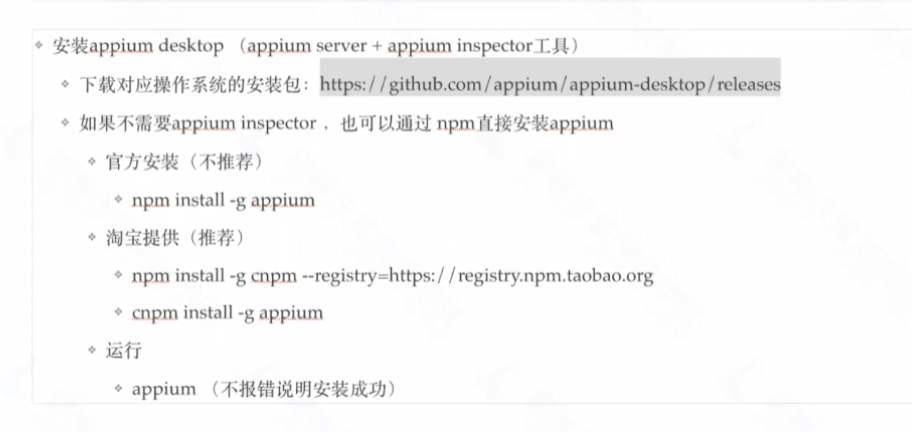 安装appium desktop （appium server + appium inspector工具）
下载对应操作系统的安装包：https://github.com/appium/appium-desktop/releases
如果不需要appium inspector ，也可以通过 npm直接安装appium
官方安装（不推荐）
npm install -g appium
淘宝提供（推荐）
npm install -g cnpm --registry=https://registry.npm.taobao.org
cnpm install -g appium
运行
appium （不报错说明安装成功）